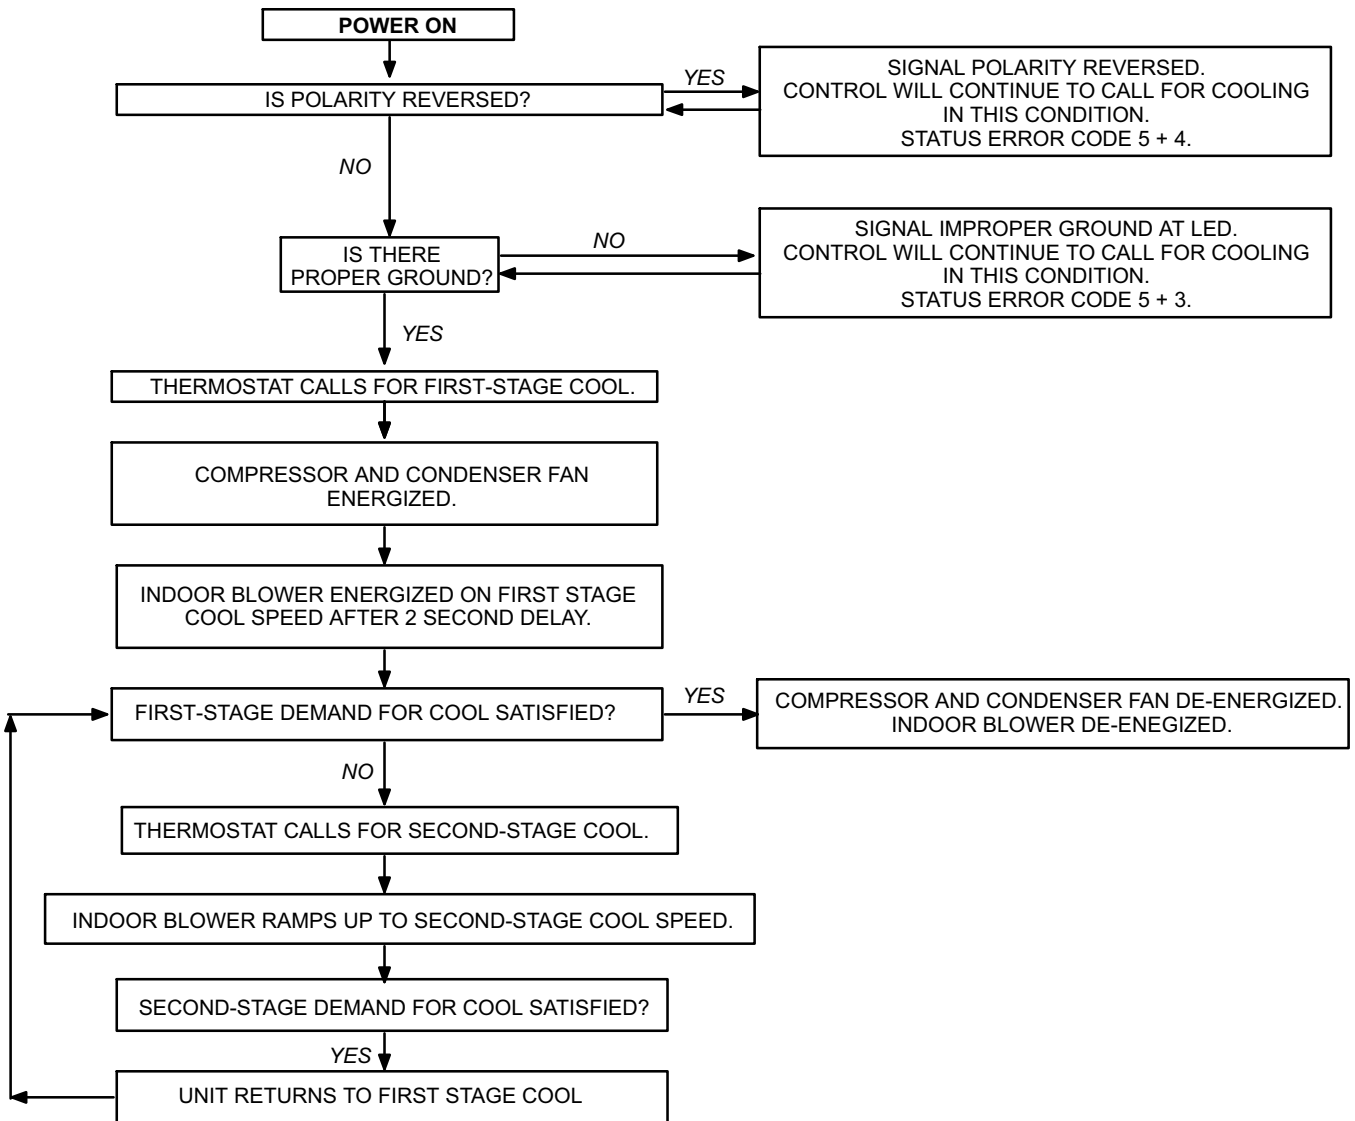 POWER ON
IS POLARITY REVERSED?
YES
SIGNAL POLARITY REVERSED.
CONTROL WILL CONTINUE TO CALL FOR COOLING
IN THIS CONDITION.
STATUS ERROR CODE 5 + 4.
NO
IS THERE
PROPER GROUND?
NO
SIGNAL IMPROPER GROUND AT LED.
CONTROL WILL CONTINUE TO CALL FOR COOLING
IN THIS CONDITION.
STATUS ERROR CODE 5 + 3.
YES
THERMOSTAT CALLS FOR FIRST-STAGE COOL.
COMPRESSOR AND CONDENSER FAN
ENERGIZED.
INDOOR BLOWER ENERGIZED ON FIRST STAGE
COOL SPEED AFTER 2 SECOND DELAY.
FIRST-STAGE DEMAND FOR COOL SATISFIED?
YES
COMPRESSOR AND CONDENSER FAN DE-ENERGIZED.
INDOOR BLOWER DE-ENEGIZED.
NO
THERMOSTAT CALLS FOR SECOND-STAGE COOL.
INDOOR BLOWER RAMPS UP TO SECOND-STAGE COOL SPEED.
SECOND-STAGE DEMAND FOR COOL SATISFIED?
YES
UNIT RETURNS TO FIRST STAGE COOL